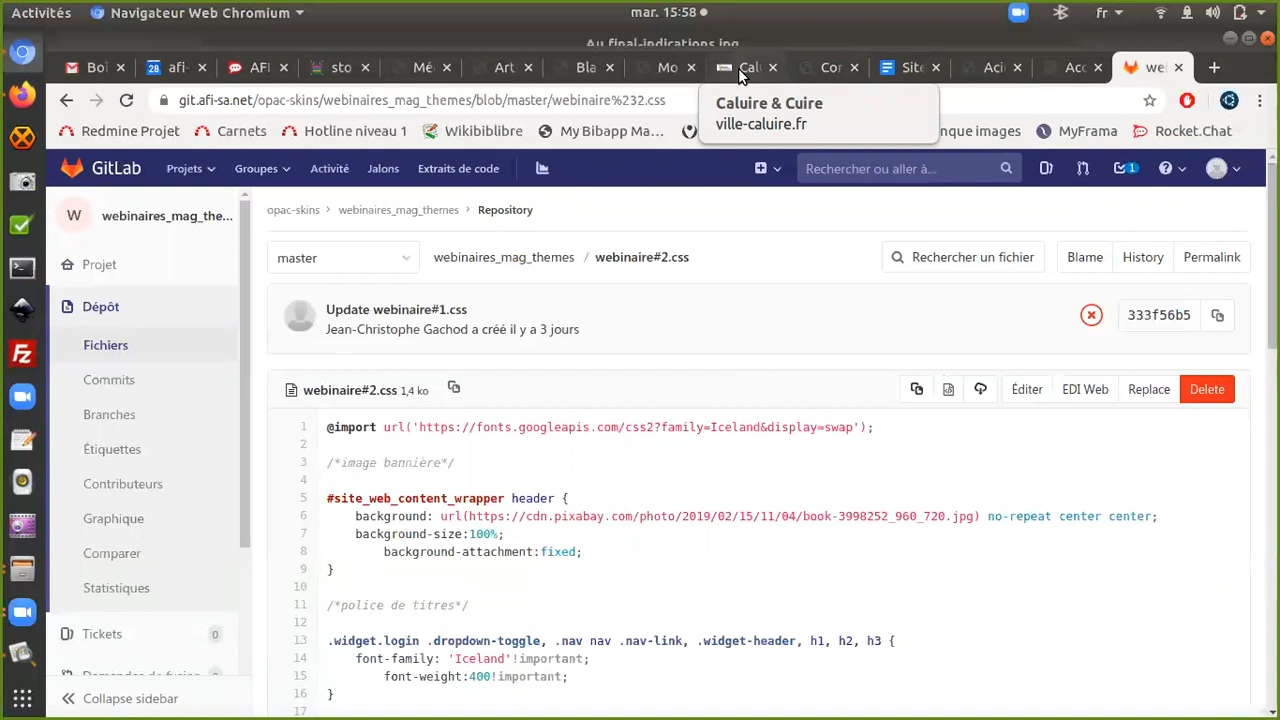 Activités Navigateur Web Chromium mar. 15:58 fr
Au final-indications.jpg
Boî afi- AFI sto Mé Art Bla Mo Calu Cor Site Aci Acc wel
git.afi-sa.net/opac-skins/webinaires_mag_themes/blob/master/webinaire%232.css
Caluire & Cuire
ville-caluire.fr
Redmine Projet Carnets Hotline niveau 1 Wikibiblibre My Bibapp Ma... nque images MyFrama Rocket.Chat
GitLab Projets Groupes Activité Jalons Extraits de code Rechercher ou aller à... 1
W webinaires_mag_the...
opac-skins webinaires_mag_themes Repository
Projet
master webinaires_mag_themes / webinaire#2.css Rechercher un fichier Blame History Permalink
Dépôt
Update webinaire#1.css
Jean-Christophe Gachod a créé il y a 3 jours
333f56b5
Fichiers
Commits
Branches
Étiquettes
Contributeurs
Graphique
Comparer
Statistiques
Tickets 0
Demandes de fusion
Collapse sidebar
webinaire#2.css 1,4 ko Éditer EDI Web Replace Delete
1 @import url('https://fonts.googleapis.com/css2?family=Iceland&display=swap');
2
3 /*image bannière*/
4
5 #site_web_content_wrapper header {
6 background: url(https://cdn.pixabay.com/photo/2019/02/15/11/04/book-3998252_960_720.jpg) no-repeat center center;
7 background-size:100%;
8 background-attachment:fixed;
9 }
10
11 /*police de titres*/
12
13 .widget.login .dropdown-toggle, .nav nav .nav-link, .widget-header, h1, h2, h3 {
14 font-family: 'Iceland'!important;
15 font-weight:400!important;
16 }
17